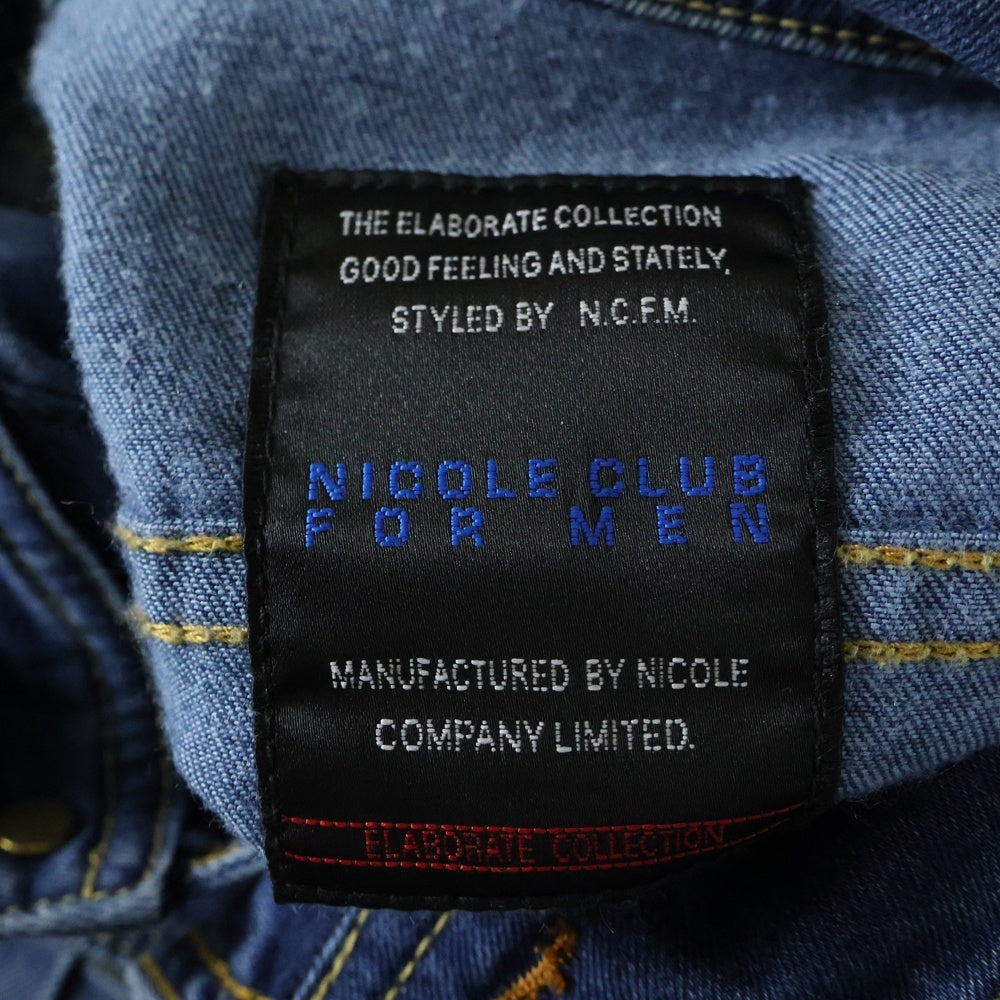 THE ELABORATE COLLECTION
GOOD FEELING AND STATELY,
STYLED BY N.C.F.M.
NICOLE CLUB
FOR MEN
MANUFACTURED BY NICOLE
COMPANY LIMITED.
ELABORATE COLLECTION